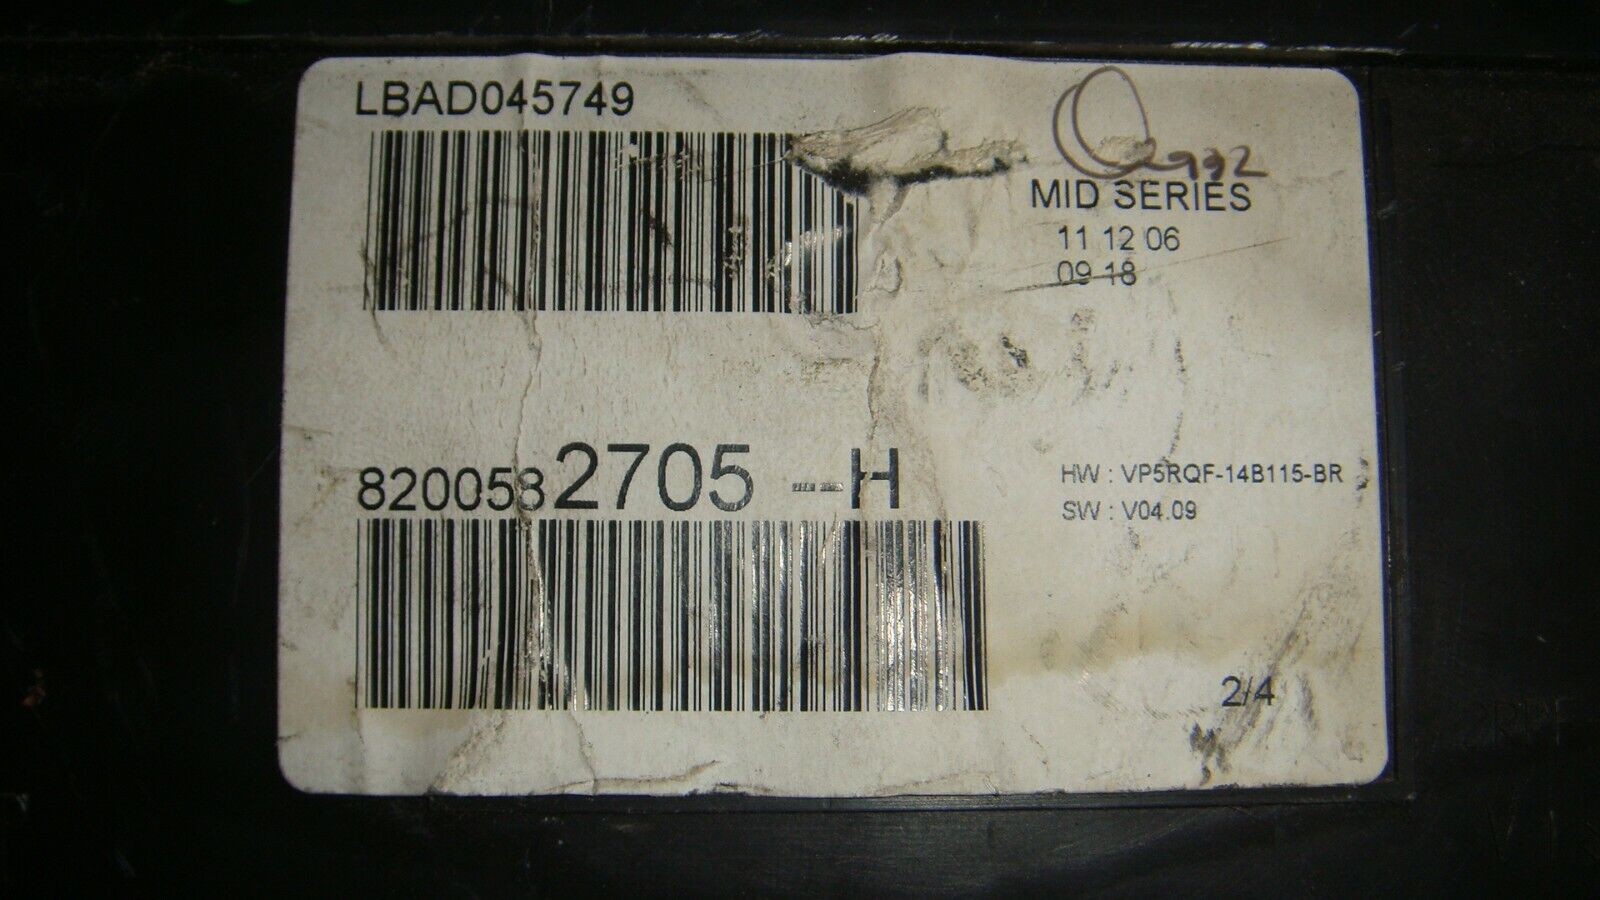 LBAD045749
MID SERIES
11 12 06
09 18
8200582705 --H
HW : VP5RQF-14B115-BR
SW : V04.09
2/4